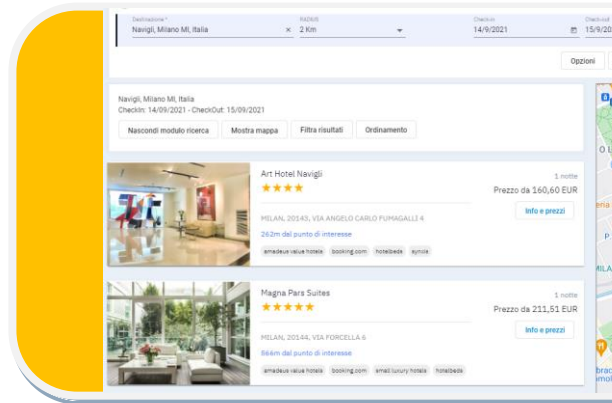 Destinazione *
Navigli, Milano MI, Italia
RADIUS
2 Km
Check-in
14/9/2021
Check-out
15/9/20
Opzioni
Navigli, Milano MI, Italia
CheckIn: 14/09/2021 - CheckOut: 15/09/2021
Nascondi modulo ricerca Mostra mappa Filtra risultati Ordinamento
Art Hotel Navigli
1 notte
Prezzo da 160,60 EUR
Info e prezzi
MILAN, 20143, VIA ANGELO CARLO FUMAGALLI 4
262m dal punto di interesse
amadeus value hotels booking.com hotelbeds
Magna Pars Suites
1 notte
Prezzo da 211,51 EUR
Info e prezzi
MILAN, 20144, VIA FORCELLA 6
566m dal punto di interesse
amadeus value hotels booking.com small luxury hotels hotelbeds